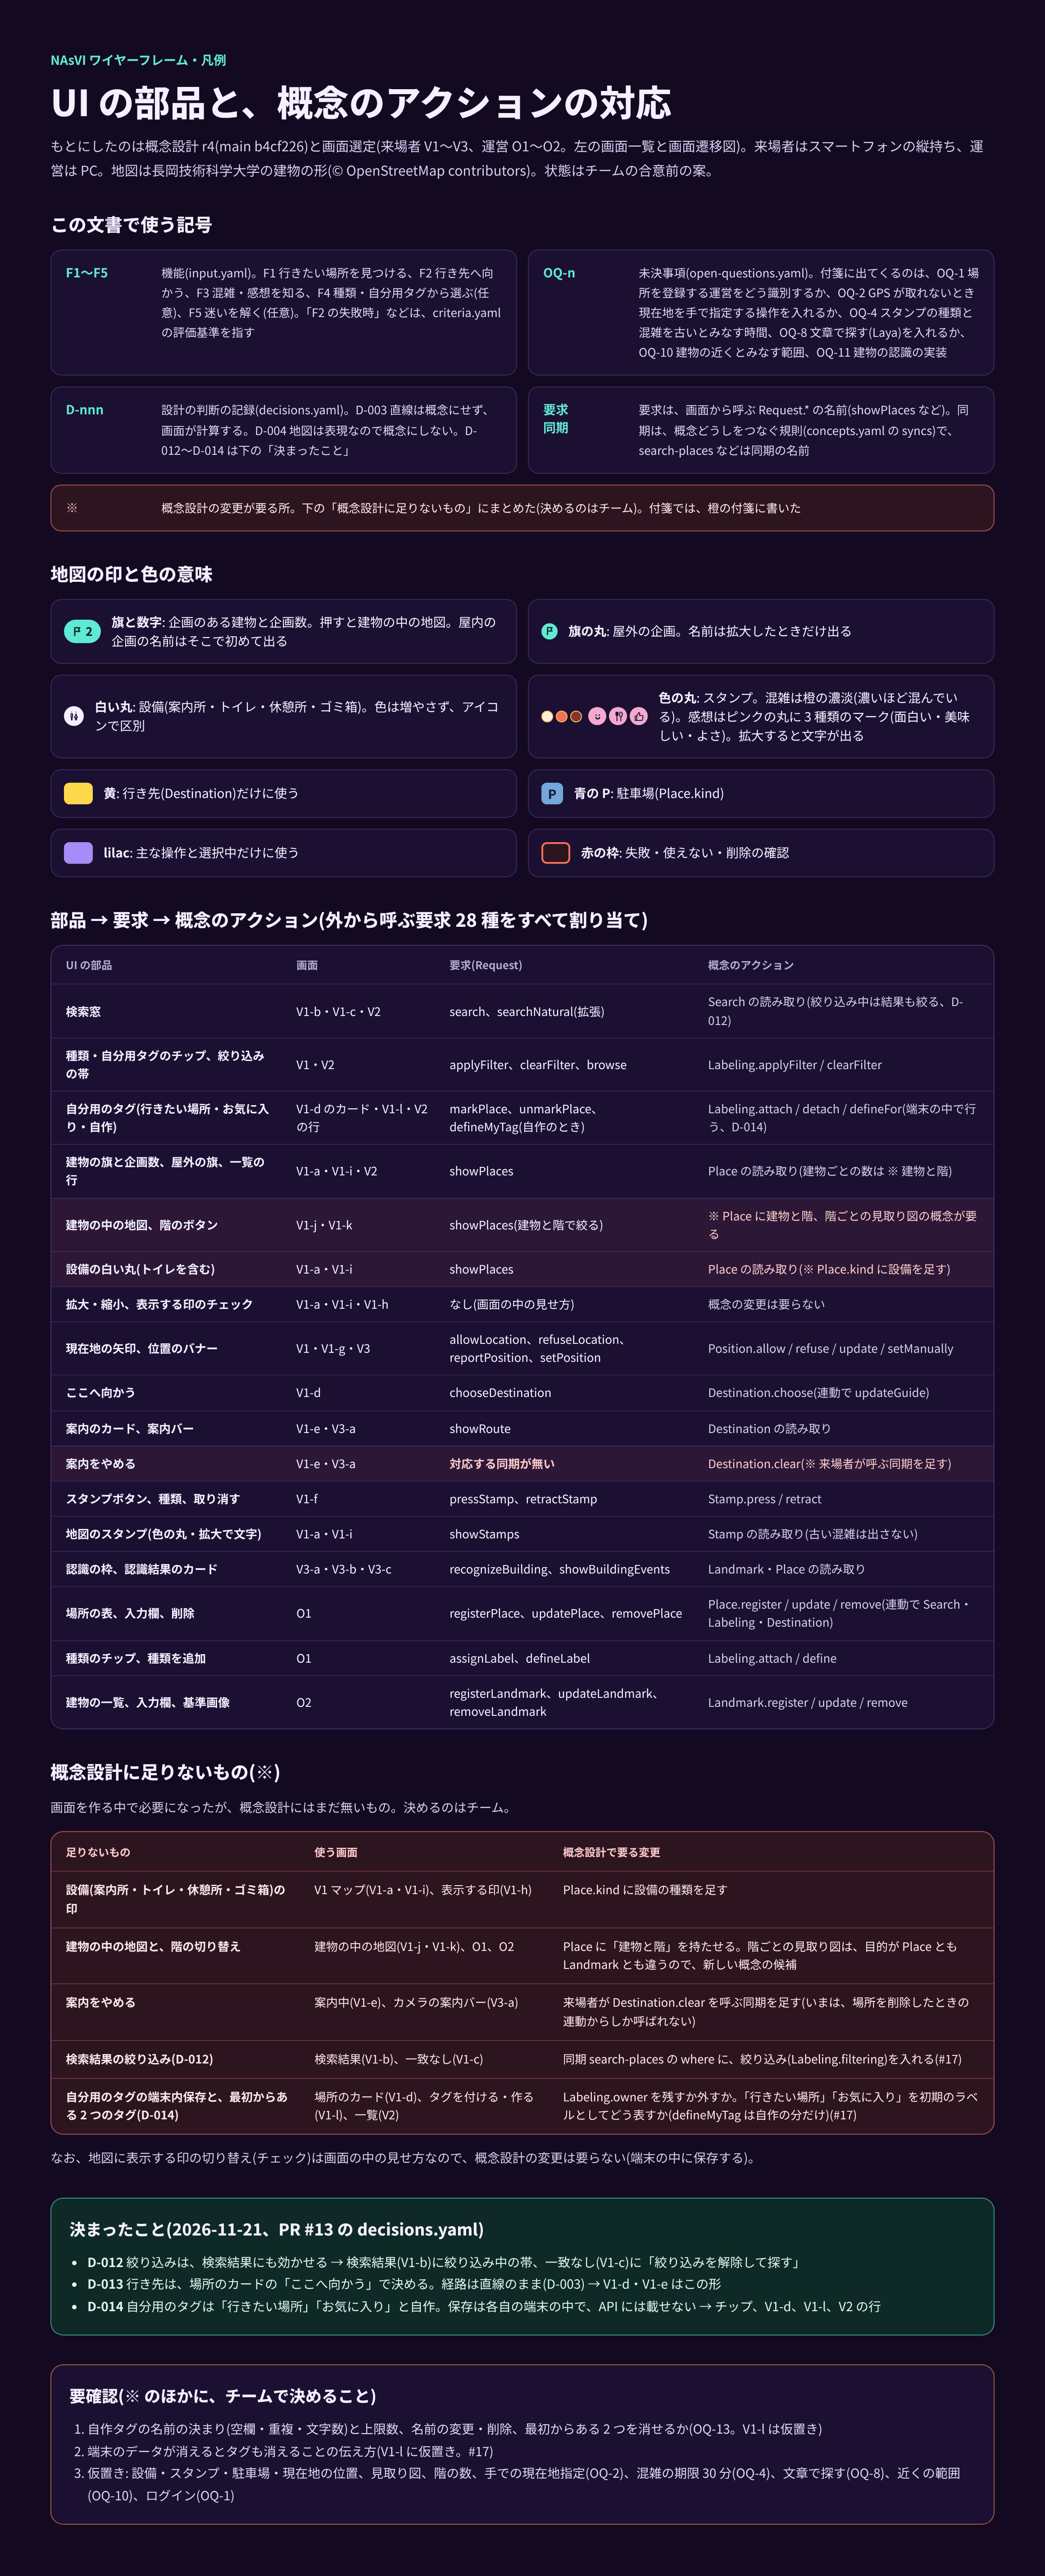 NAsVI ワイヤーフレーム・凡例
UI の部品と、概念のアクションの対応
もとにしたのは概念設計 r4(main b4cf226)と画面選定(来場者 V1〜V3、運営 O1〜O2。左の画面一覧と画面遷移図)。来場者はスマートフォンの縦持ち、運
営は PC。地図は長岡技術科学大学の建物の形(© OpenStreetMap contributors)。状態はチームの合意前の案。
この文書で使う記号
F1〜F5
機能(input.yaml)。F1 行きたい場所を見つける、F2 行き先へ向
かう、F3 混雑・感想を知る、F4 種類・自分用タグから選ぶ(任
意)、F5 迷いを解く(任意)。「F2 の失敗時」などは、criteria.yaml
の評価基準を指す
OQ-n
未決事項(open-questions.yaml)。付箋に出てくるのは、OQ-1 場
所を登録する運営をどう識別するか、OQ-2 GPS が取れないとき
現在地を手で指定する操作を入れるか、OQ-4 スタンプの種類と
混雑を古いとみなす時間、OQ-8 文章で探す(Laya)を入れるか、
OQ-10 建物の近くとみなす範囲、OQ-11 建物の認識の実装
D-nnn
設計の判断の記録(decisions.yaml)。D-003 直線は概念にせず、
画面が計算する。D-004 地図は表現なので概念にしない。D-
012〜D-014 は下の「決まったこと」
要求
同期
要求は、画面から呼ぶ Request.* の名前(showPlaces など)。同
期は、概念どうしをつなぐ規則(concepts.yaml の syncs)で、
search-places などは同期の名前
※
概念設計の変更が要る所。下の「概念設計に足りないもの」にまとめた(決めるのはチーム)。付箋では、橙の付箋に書いた
地図の印と色の意味
2
旗と数字: 企画のある建物と企画数。押すと建物の中の地図。屋内の
企画の名前はそこで初めて出る
旗の丸: 屋外の企画。名前は拡大したときだけ出る
白い丸: 設備(案内所・トイレ・休憩所・ゴミ箱)。色は増やさず、アイコ
ンで区別
色の丸: スタンプ。混雑は橙の濃淡(濃いほど混んでい
る)。感想はピンクの丸に 3 種類のマーク(面白い・美味
しい・よさ)。拡大すると文字が出る
黄: 行き先(Destination)だけに使う
P
青の P: 駐車場(Place.kind)
lilac: 主な操作と選択中だけに使う
赤の枠: 失敗・使えない・削除の確認
部品 → 要求 → 概念のアクション(外から呼ぶ要求 28 種をすべて割り当て)
UI の部品
画面
要求(Request)
概念のアクション
検索窓
V1-b・V1-c・V2
search、searchNatural(拡張)
Search の読み取り(絞り込み中は結果も絞る、D-
012)
種類・自分用タグのチップ、絞り込み
の帯
V1・V2
applyFilter、clearFilter、browse
Labeling.applyFilter / clearFilter
自分用のタグ(行きたい場所・お気に入
り・自作)
V1-d のカード・V1-l・V2
の行
markPlace、unmarkPlace、
defineMyTag(自作のとき)
Labeling.attach / detach / defineFor(端末の中で行
う、D-014)
建物の旗と企画数、屋外の旗、一覧の
行
V1-a・V1-i・V2
showPlaces
Place の読み取り(建物ごとの数は ※ 建物と階)
建物の中の地図、階のボタン
V1-j・V1-k
showPlaces(建物と階で絞る)
※ Place に建物と階、階ごとの見取り図の概念が要
る
設備の白い丸(トイレを含む)
V1-a・V1-i
showPlaces
Place の読み取り(※ Place.kind に設備を足す)
拡大・縮小、表示する印のチェック
V1-a・V1-i・V1-h
なし(画面の中の見せ方)
概念の変更は要らない
現在地の矢印、位置のバナー
V1・V1-g・V3
allowLocation、refuseLocation、
reportPosition、setPosition
Position.allow / refuse / update / setManually
ここへ向かう
V1-d
chooseDestination
Destination.choose(連動で updateGuide)
案内のカード、案内バー
V1-e・V3-a
showRoute
Destination の読み取り
案内をやめる
V1-e・V3-a
対応する同期が無い
Destination.clear(※ 来場者が呼ぶ同期を足す)
スタンプボタン、種類、取り消す
V1-f
pressStamp、retractStamp
Stamp.press / retract
地図のスタンプ(色の丸・拡大で文字)
V1-a・V1-i
showStamps
Stamp の読み取り(古い混雑は出さない)
認識の枠、認識結果のカード
V3-a・V3-b・V3-c
recognizeBuilding、showBuildingEvents
Landmark・Place の読み取り
場所の表、入力欄、削除
O1
registerPlace、updatePlace、removePlace
Place.register / update / remove(連動で Search・
Labeling・Destination)
種類のチップ、種類を追加
O1
assignLabel、defineLabel
Labeling.attach / define
建物の一覧、入力欄、基準画像
O2
registerLandmark、updateLandmark、
removeLandmark
Landmark.register / update / remove
概念設計に足りないもの(※)
画面を作る中で必要になったが、概念設計にはまだ無いもの。決めるのはチーム。
足りないもの
使う画面
概念設計で要る変更
設備(案内所・トイレ・休憩所・ゴミ箱)の
印
V1 マップ(V1-a・V1-i)、表示する印(V1-h)
Place.kind に設備の種類を足す
建物の中の地図と、階の切り替え
建物の中の地図(V1-j・V1-k)、O1、O2
Place に「建物と階」を持たせる。階ごとの見取り図は、目的が Place とも
Landmark とも違うので、新しい概念の候補
案内をやめる
案内中(V1-e)、カメラの案内バー(V3-a)
来場者が Destination.clear を呼ぶ同期を足す(いまは、場所を削除したときの
連動からしか呼ばれない)
検索結果の絞り込み(D-012)
検索結果(V1-b)、一致なし(V1-c)
同期 search-places の where に、絞り込み(Labeling.filtering)を入れる(#17)
自分用のタグの端末内保存と、最初からあ
る 2 つのタグ(D-014)
場所のカード(V1-d)、タグを付ける・作る
(V1-l)、一覧(V2)
Labeling.owner を残すか外すか。「行きたい場所」「お気に入り」を初期のラベ
ルとしてどう表すか(defineMyTag は自作の分だけ)(#17)
なお、地図に表示する印の切り替え(チェック)は画面の中の見せ方なので、概念設計の変更は要らない(端末の中に保存する)。
決まったこと(2026-11-21、PR #13 の decisions.yaml)
• D-012 絞り込みは、検索結果にも効かせる → 検索結果(V1-b)に絞り込み中の帯、一致なし(V1-c)に「絞り込みを解除して探す」
• D-013 行き先は、場所のカードの「ここへ向かう」で決める。経路は直線のまま(D-003) → V1-d・V1-e はこの形
• D-014 自分用のタグは「行きたい場所」「お気に入り」と自作。保存は各自の端末の中で、API には載せない → チップ、V1-d、V1-l、V2 の行
要確認(※ のほかに、チームで決めること)
1. 自作タグの名前の決まり(空欄・重複・文字数)と上限数、名前の変更・削除、最初からある 2 つを消せるか(OQ-13。V1-l は仮置き)
2. 端末のデータが消えるとタグも消えることの伝え方(V1-l に仮置き。#17)
3. 仮置き: 設備・スタンプ・駐車場・現在地の位置、見取り図、階の数、手での現在地指定(OQ-2)、混雑の期限 30 分(OQ-4)、文章で探す(OQ-8)、近くの範囲
(OQ-10)、ログイン(OQ-1)